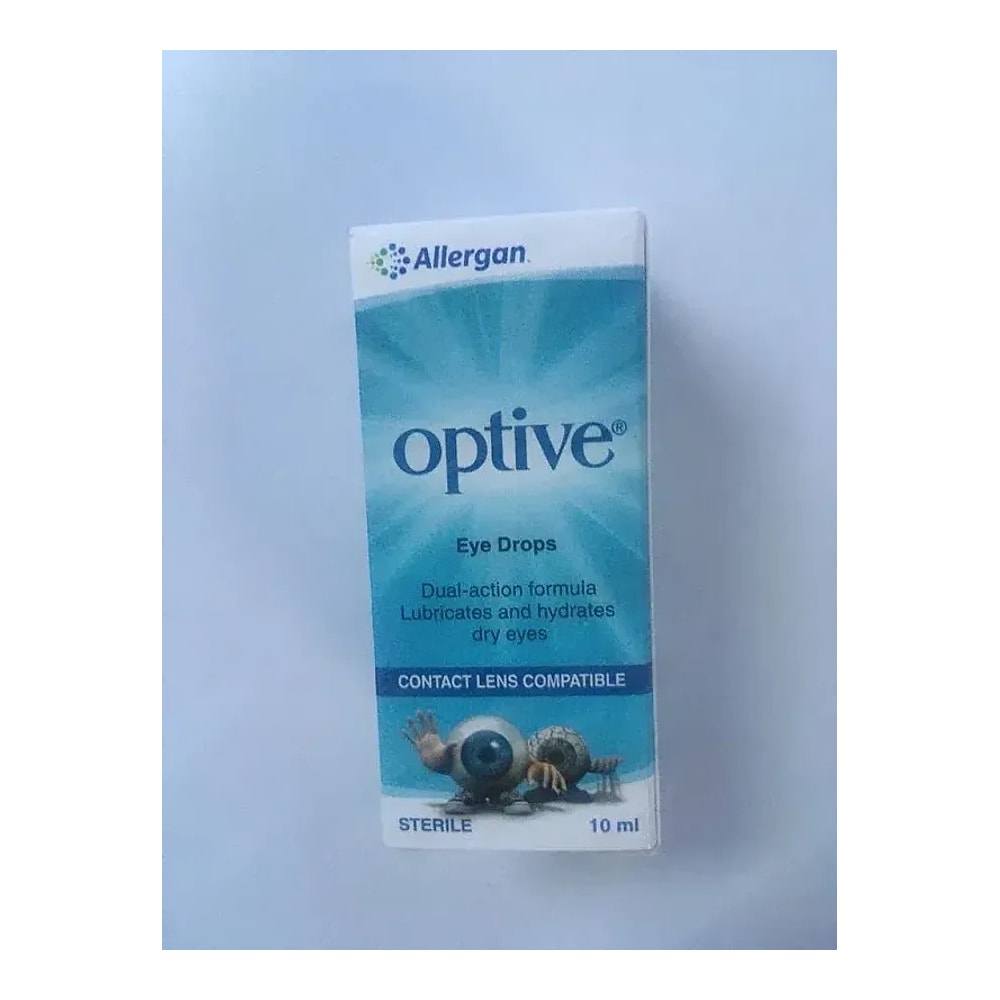 Allergan
optive®
Eye Drops
Dual-action formula
Lubricates and hydrates
dry eyes
CONTACT LENS COMPATIBLE
STERILE 10 ml